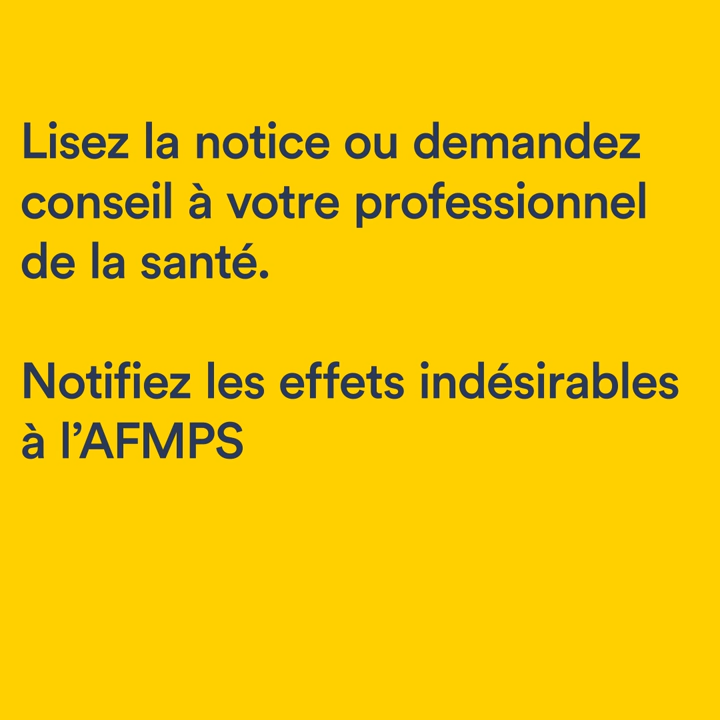 Lisez la notice ou demandez
conseil à votre professionnel
de la santé.
Notifiez les effets indésirables
à l’AFMPS